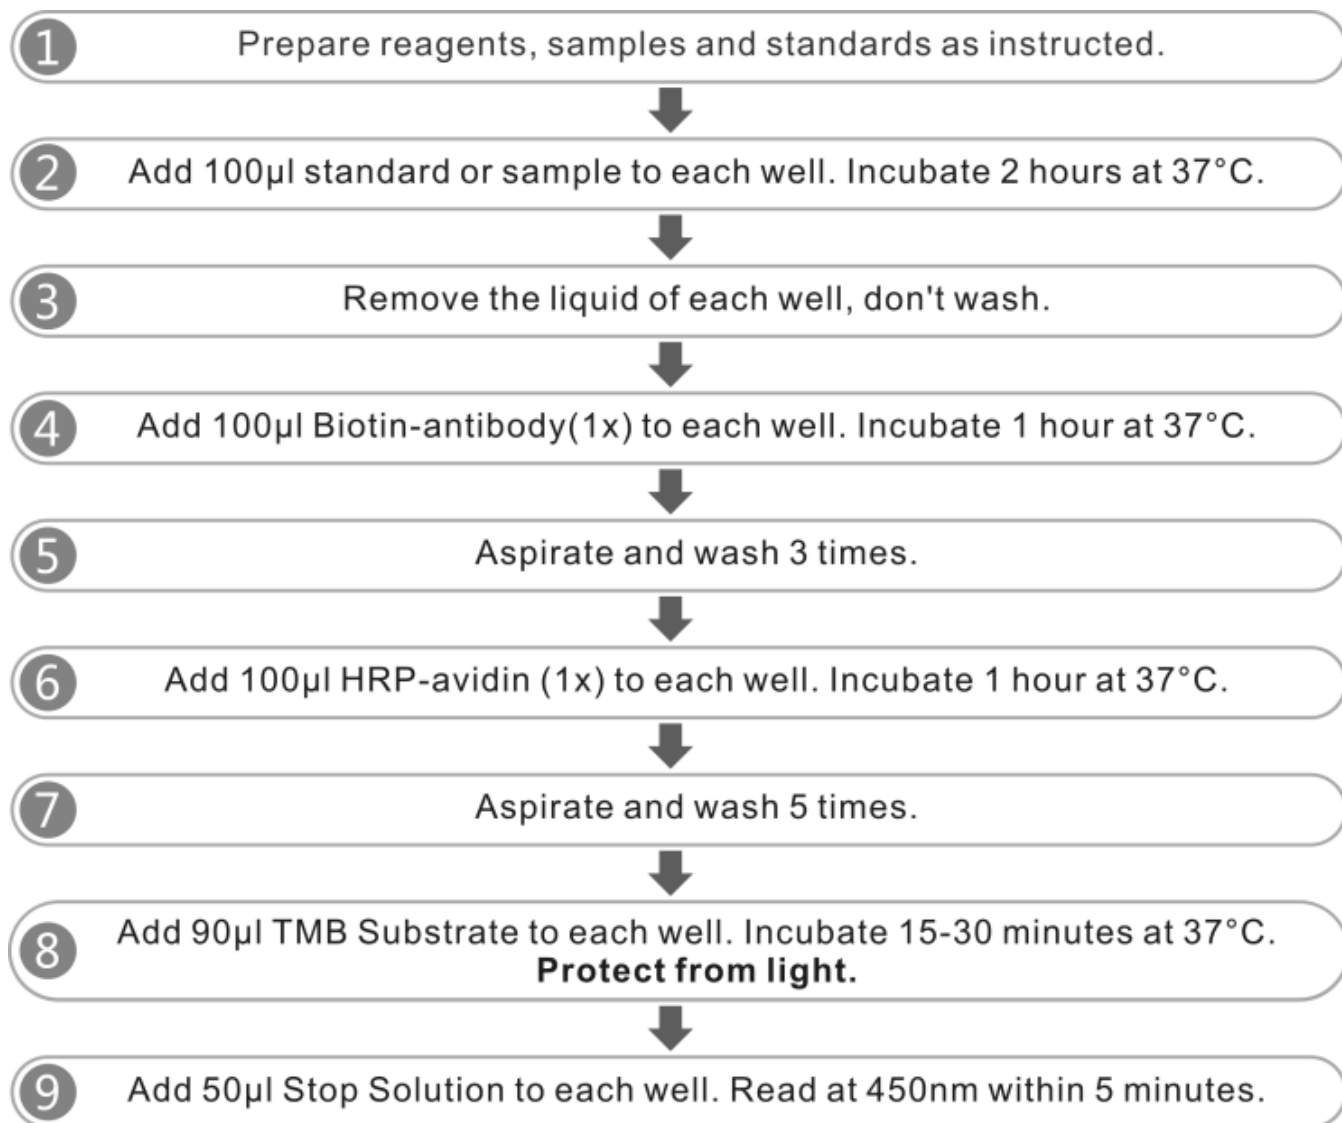 1 Prepare reagents, samples and standards as instructed.
2 Add 100µl standard or sample to each well. Incubate 2 hours at 37°C.
3 Remove the liquid of each well, don't wash.
4 Add 100µl Biotin-antibody(1x) to each well. Incubate 1 hour at 37°C.
5 Aspirate and wash 3 times.
6 Add 100µl HRP-avidin (1x) to each well. Incubate 1 hour at 37°C.
7 Aspirate and wash 5 times.
8 Add 90µl TMB Substrate to each well. Incubate 15-30 minutes at 37°C.
Protect from light.
9 Add 50µl Stop Solution to each well. Read at 450nm within 5 minutes.